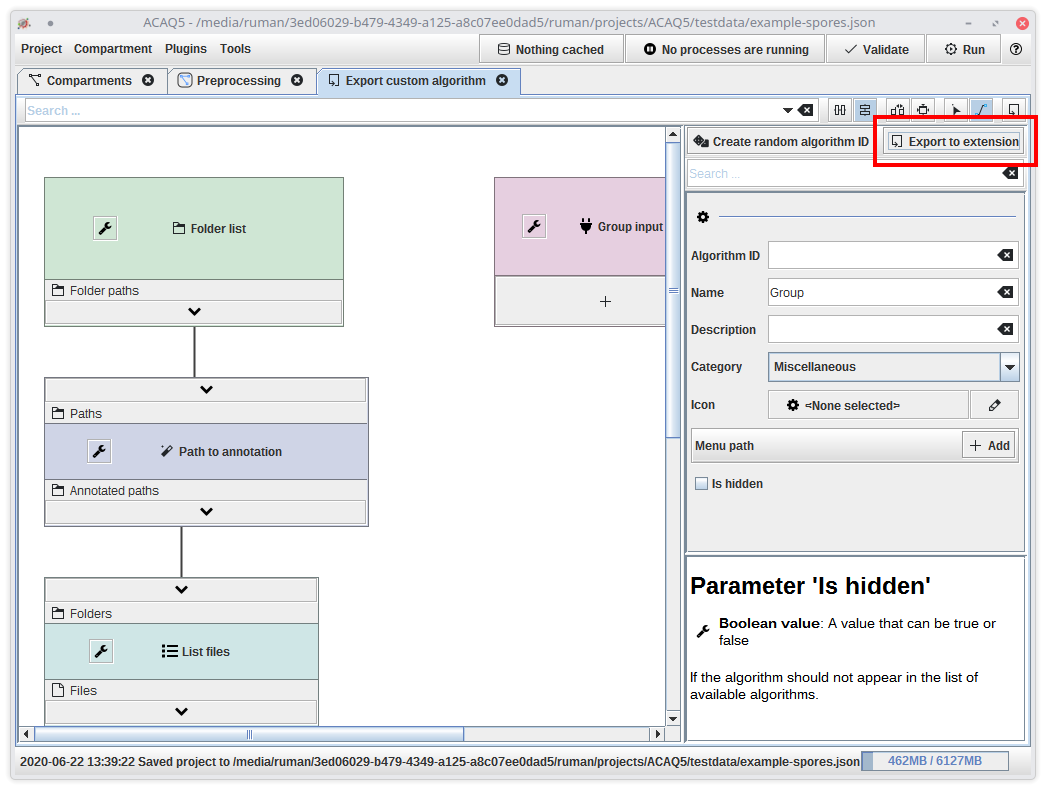 ACAQ5 - /media/ruman/3ed06029-b479-4349-a125-a8c07ee0dad5/ruman/projects/ACAQ5/testdata/example-spores.json
Project Compartment Plugins Tools
Nothing cached
No processes are running
Validate
Run
Compartments
Preprocessing
Export custom algorithm
Search ...
Create random algorithm ID
Export to extension
Search ...
Folder list
Folder paths
Group input
Paths
Path to annotation
Annotated paths
Folders
List files
Files
Algorithm ID
Name Group
Description
Category Miscellaneous
Icon <None selected>
Menu path Add
Is hidden
Parameter 'Is hidden'
Boolean value: A value that can be true or
false
If the algorithm should not appear in the list of
available algorithms.
2020-06-22 13:39:22 Saved project to /media/ruman/3ed06029-b479-4349-a125-a8c07ee0dad5/ruman/projects/ACAQ5/testdata/example-spores.json
462MB / 6127MB